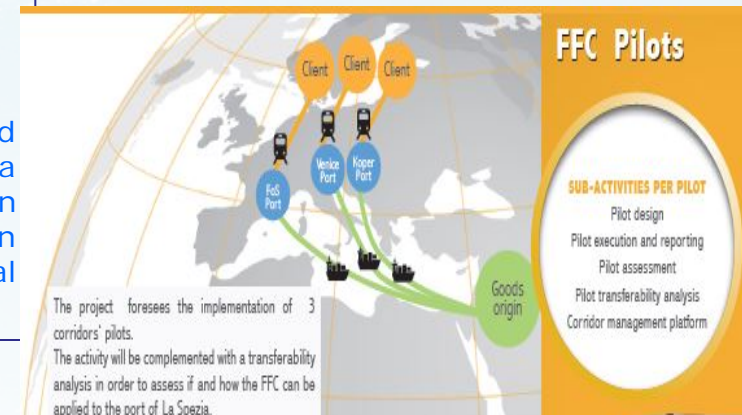 d
a
n
n
al
FFC Pilots
Client
Client
Client
FoS
Port
Venice
Port
Koper
Port
Goods
origin
SUB-ACTIVITIES PER PILOT
Pilot design
Pilot execution and reporting
Pilot assessment
Pilot transferability analysis
Corridor management platform
The project foresees the implementation of 3
corridors' pilots.
The activity will be complemented with a transferability
analysis in order to assess if and how the FFC can be
applied to the port of La Spezia.